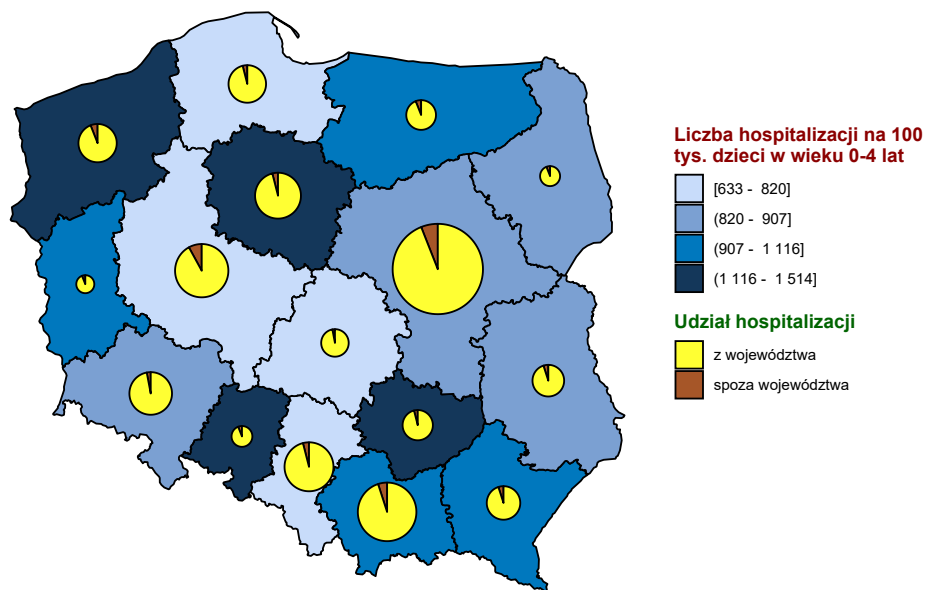 Liczba hospitalizacji na 100
tys. dzieci w wieku 0-4 lat
[633 - 820]
(820 - 907]
(907 - 1 116]
(1 116 - 1 514]
Udział hospitalizacji
z województwa
spoza województwa